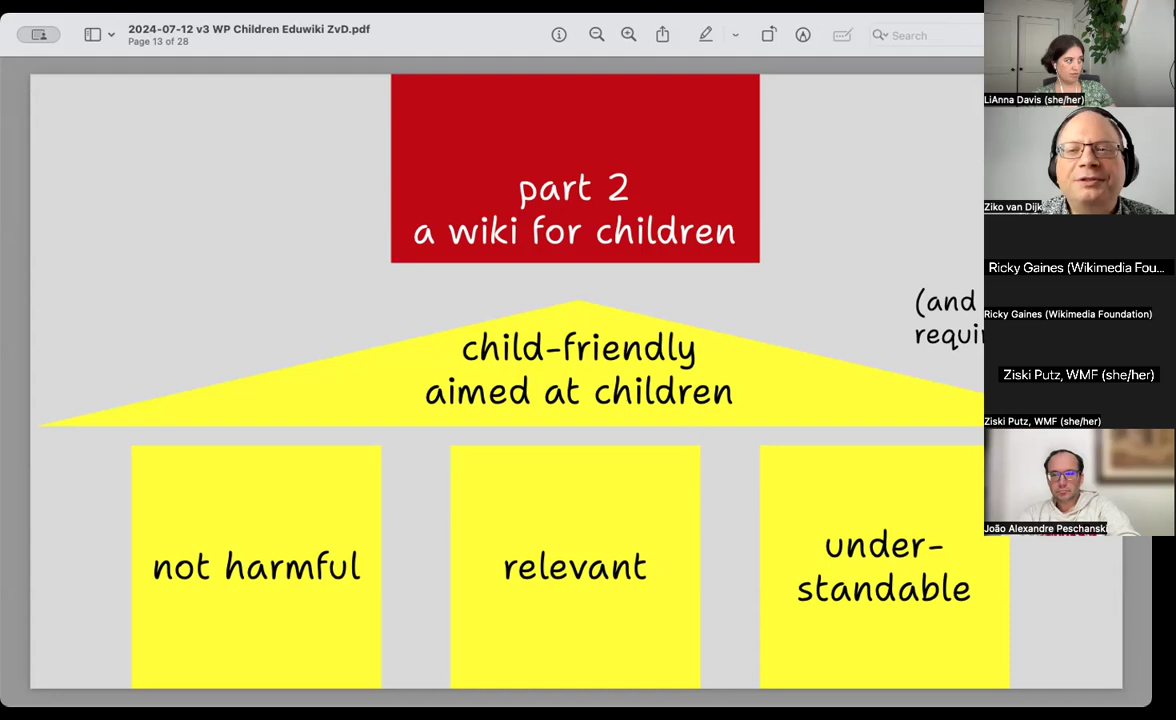 2024-07-12 v3 WP Children Eduwiki ZvD.pdf
Page 13 of 28
Search
part 2
a wiki for children
(and
requi
child-friendly
aimed at children
not harmful
relevant
under-
standable
LiAnna Davis (she/her)
Ziko van Dijk
Ricky Gaines (Wikimedia Fou...
Ricky Gaines (Wikimedia Foundation)
Ziski Putz, WMF (she/her)
Ziski Putz, WMF (she/her)
João Alexandre Peschanski